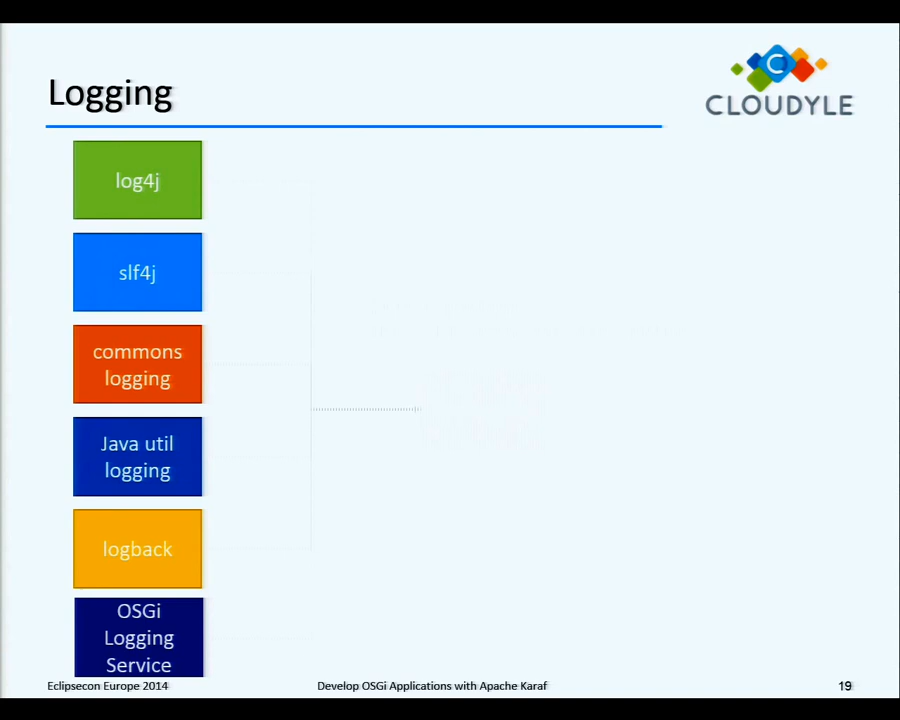 Logging
CLOUDYLE
log4j
slf4j
commons
logging
Java util
logging
logback
OSGi
Logging
Service
Eclipsecon Europe 2014
Develop OSGi Applications with Apache Karaf
19